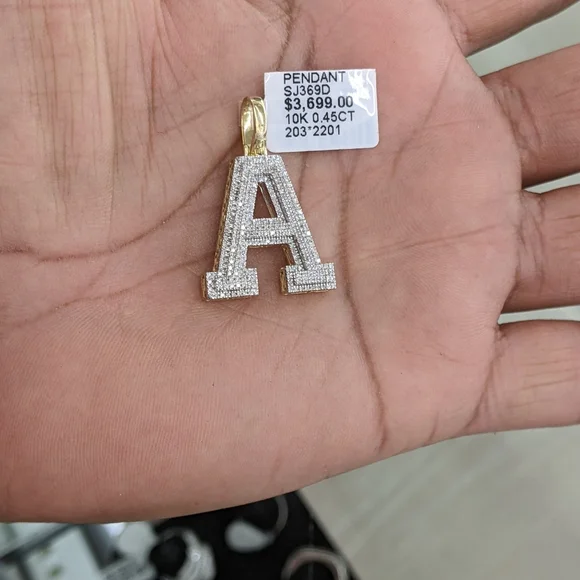 PENDANT
SJ369D
$3,699.00
10K 0.45CT
203*2201
A